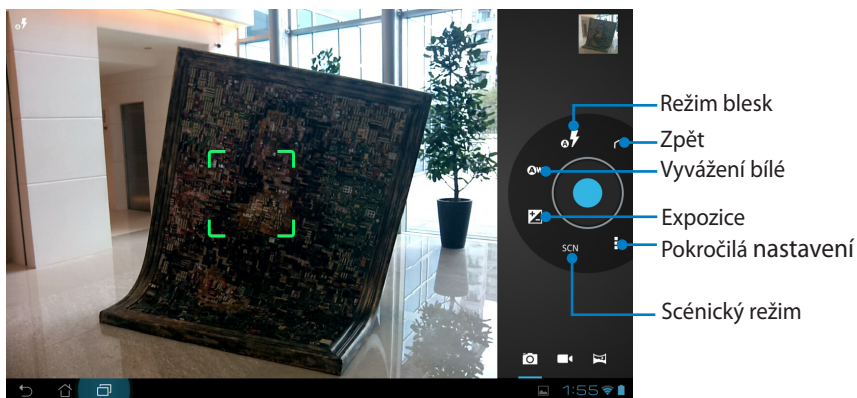 Režim blesk
Zpět
Vyvážení bílé
Expozice
Pokročilá nastavení
SCN
Scénický režim
1:55